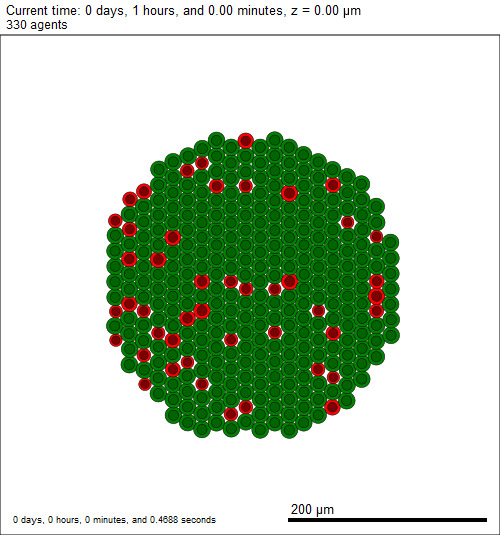 Current time: 0 days, 1 hours, and 0.00 minutes, z = 0.00 μm
330 agents
200 μm
0 days, 0 hours, 0 minutes, and 0.4688 seconds